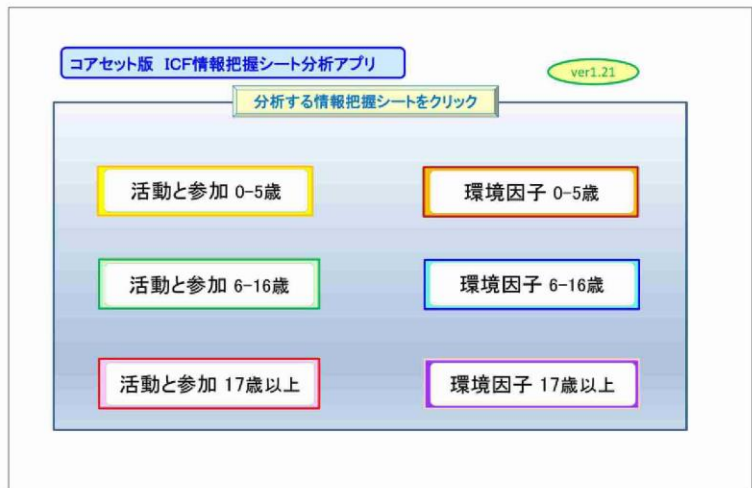 コアセット版 ICF情報把握シート分析アプリ
ver1.21
分析する情報把握シートをクリック
活動と参加 0-5歳
環境因子 0-5歳
活動と参加 6-16歳
環境因子 6-16歳
活動と参加 17歳以上
環境因子 17歳以上